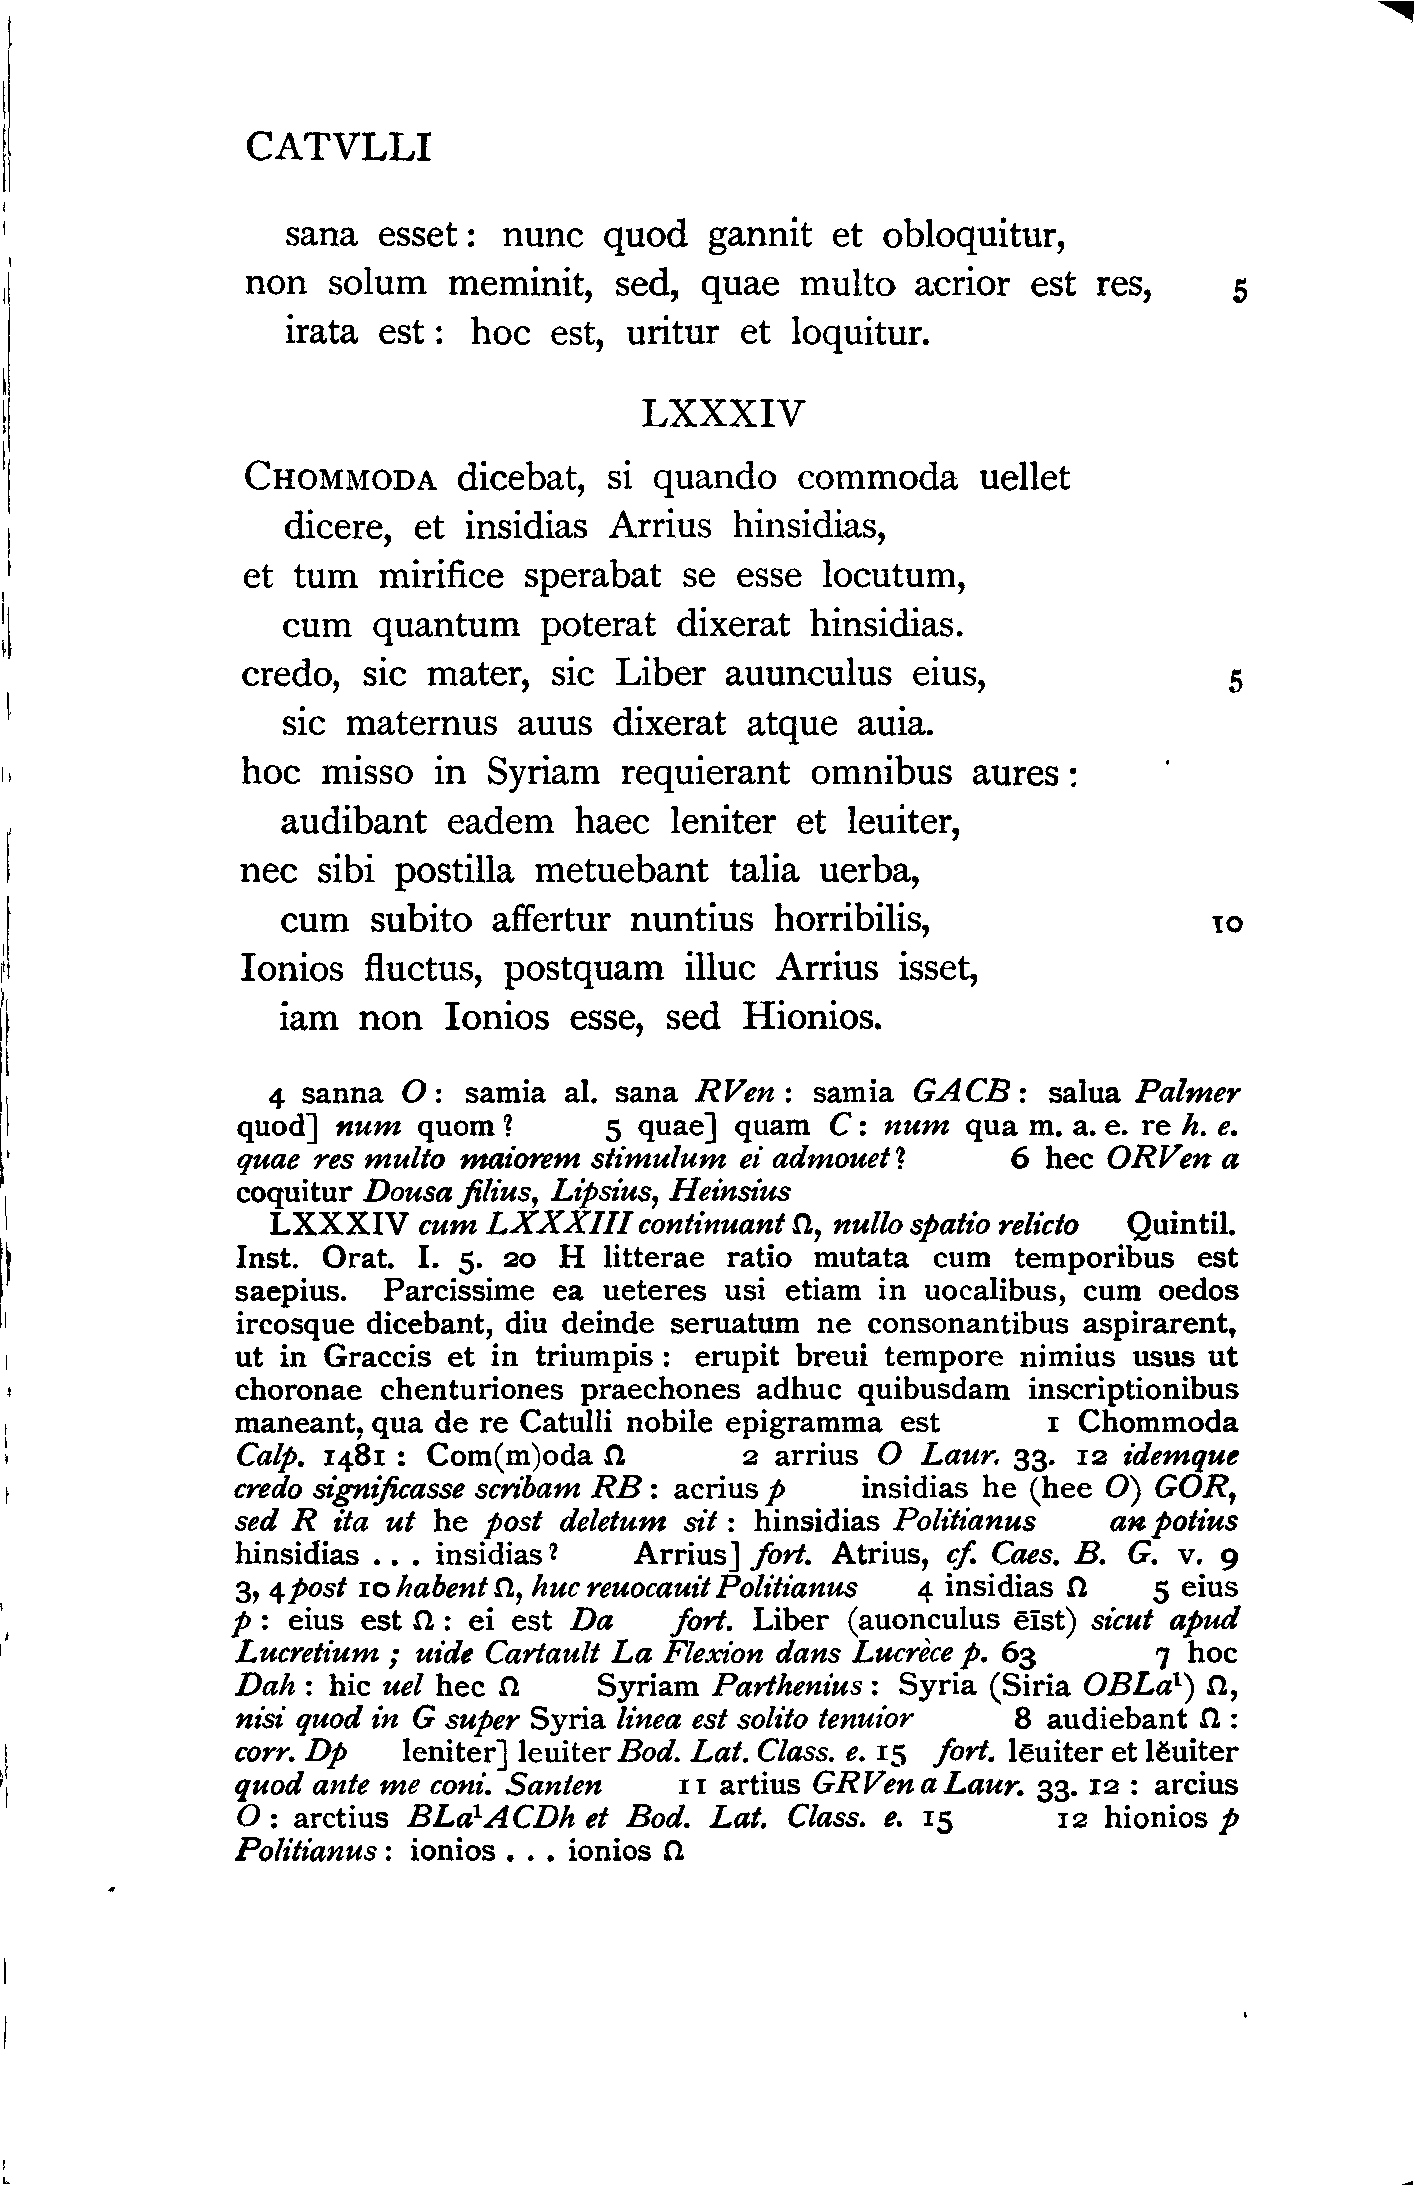 CATVLLI
sana esset : nunc quod gannit et obloquitur,
non solum meminit, sed, quae multo acrior est res, 5
irata est : hoc est, uritur et loquitur.
LXXXIV
CHOMMODA dicebat, si quando commoda uellet
dicere, et insidias Arrius hinsidias,
et tum mirifice sperabat se esse locutum,
cum quantum poterat dixerat hinsidias.
credo, sic mater, sic Liber auunculus eius, 5
sic maternus auus dixerat atque auia.
hoc misso in Syriam requierant omnibus aures :
audibant eadem haec leniter et leuiter,
nec sibi postilla metuebant talia uerba,
cum subito affertur nuntius horribilis, 10
Ionios fluctus, postquam illuc Arrius isset,
iam non Ionios esse, sed Hionios.
4 sanna O : samia al. sana RVen : samia GACB : salua Palmer
quod] num quom ? 5 quae] quam C : num qua m. a. e. re h. e.
quae res multo maiorem stimulum ei admouet ? 6 hec ORVen a
coquitur Dousa filius, Lipsius, Heinsius
LXXXIV cum LXXXIII continuant Ω, nullo spatio relicto Quintil.
Inst. Orat. I. 5. 20 H litterae ratio mutata cum temporibus est
saepius. Parcissime ea ueteres usi etiam in uocalibus, cum oedos
ircosque dicebant, diu deinde seruatum ne consonantibus aspirarent,
ut in Graccis et in triumpis : erupit breui tempore nimius usus ut
choronae chenturiones praechones adhuc quibusdam inscriptionibus
maneant, qua de re Catulli nobile epigramma est 1 Chommoda
Calp. 1481 : Com(m)oda Ω 2 arrius O Laur. 33. 12 idemque
credo significasse scribam RB : acrius p insidias he (hee O) GOR,
sed R ita ut he post deletum sit : hinsidias Politianus an potius
hinsidias . . . insidias ? Arrius] fort. Atrius, cf. Caes. B. G. v. 9
3, 4 post 10 habent Ω, huc reuocauit Politianus 4 insidias Ω 5 eius
p : eius est Ω : ei est Da fort. Liber (auonculus ēīst) sicut apud
Lucretium ; uide Cartault La Flexion dans Lucrèce p. 63 7 hoc
Dah : hic uel hec Ω Syriam Parthenius : Syria (Siria OBLa¹) Ω,
nisi quod in G super Syria linea est solito tenuior 8 audiebant Ω :
corr. Dp leniter] leuiter Bod. Lat. Class. e. 15 fort. lēuiter et lĕuiter
quod ante me coni. Santen 11 artius GRVen a Laur. 33. 12 : arcius
O : arctius BLa¹ACDh et Bod. Lat. Class. e. 15 12 hionios p
Politianus : ionios . . . ionios Ω